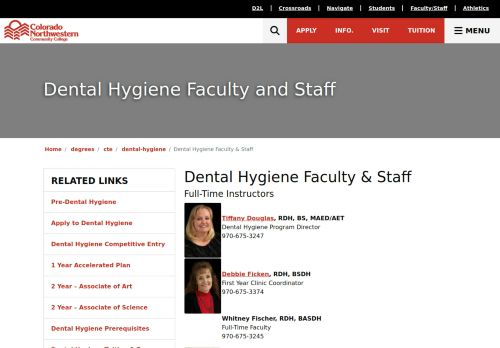 D2L | Crossroads | Navigate | Students | Faculty/Staff | Athletics
Colorado
Northwestern
Community College
APPLY INFO. VISIT TUITION MENU
Dental Hygiene Faculty and Staff
Home / degrees / cte / dental-hygiene / Dental Hygiene Faculty & Staff
RELATED LINKS
Pre-Dental Hygiene
Apply to Dental Hygiene
Dental Hygiene Competitive Entry
1 Year Accelerated Plan
2 Year – Associate of Art
2 Year – Associate of Science
Dental Hygiene Prerequisites
Dental Hygiene Faculty & Staff
Full-Time Instructors
Tiffany Douglas, RDH, BS, MAED/AET
Dental Hygiene Program Director
970-675-3247
Debbie Ficken, RDH, BSDH
First Year Clinic Coordinator
970-675-3374
Whitney Fischer, RDH, BASDH
Full-Time Faculty
970-675-3245